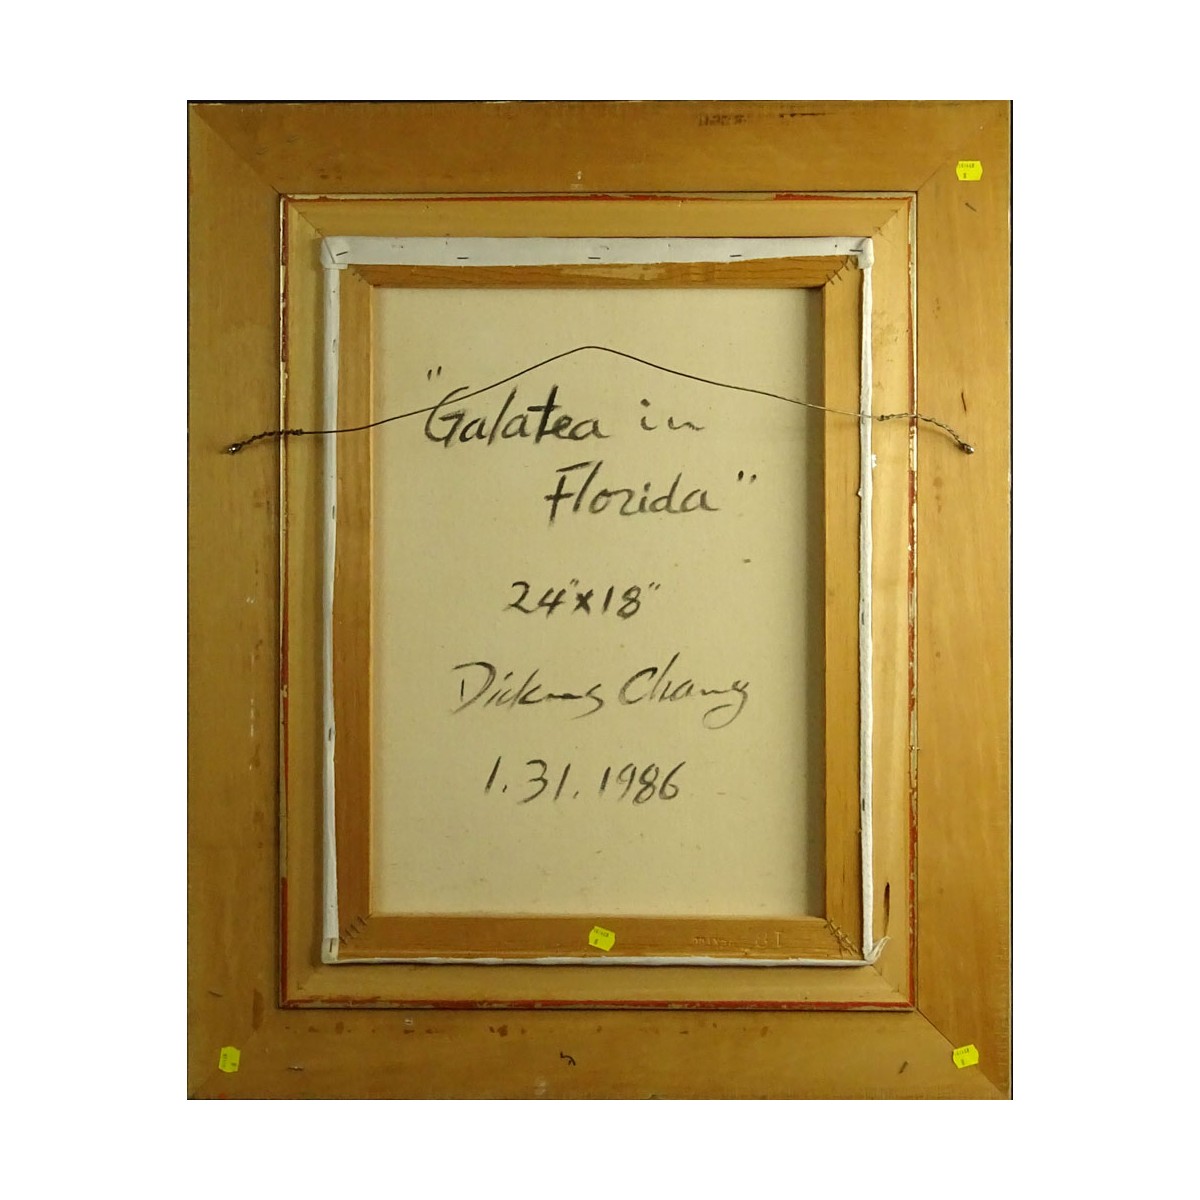 "Galatea in
Florida"
24"x18"
Dickens Chang
1.31.1986